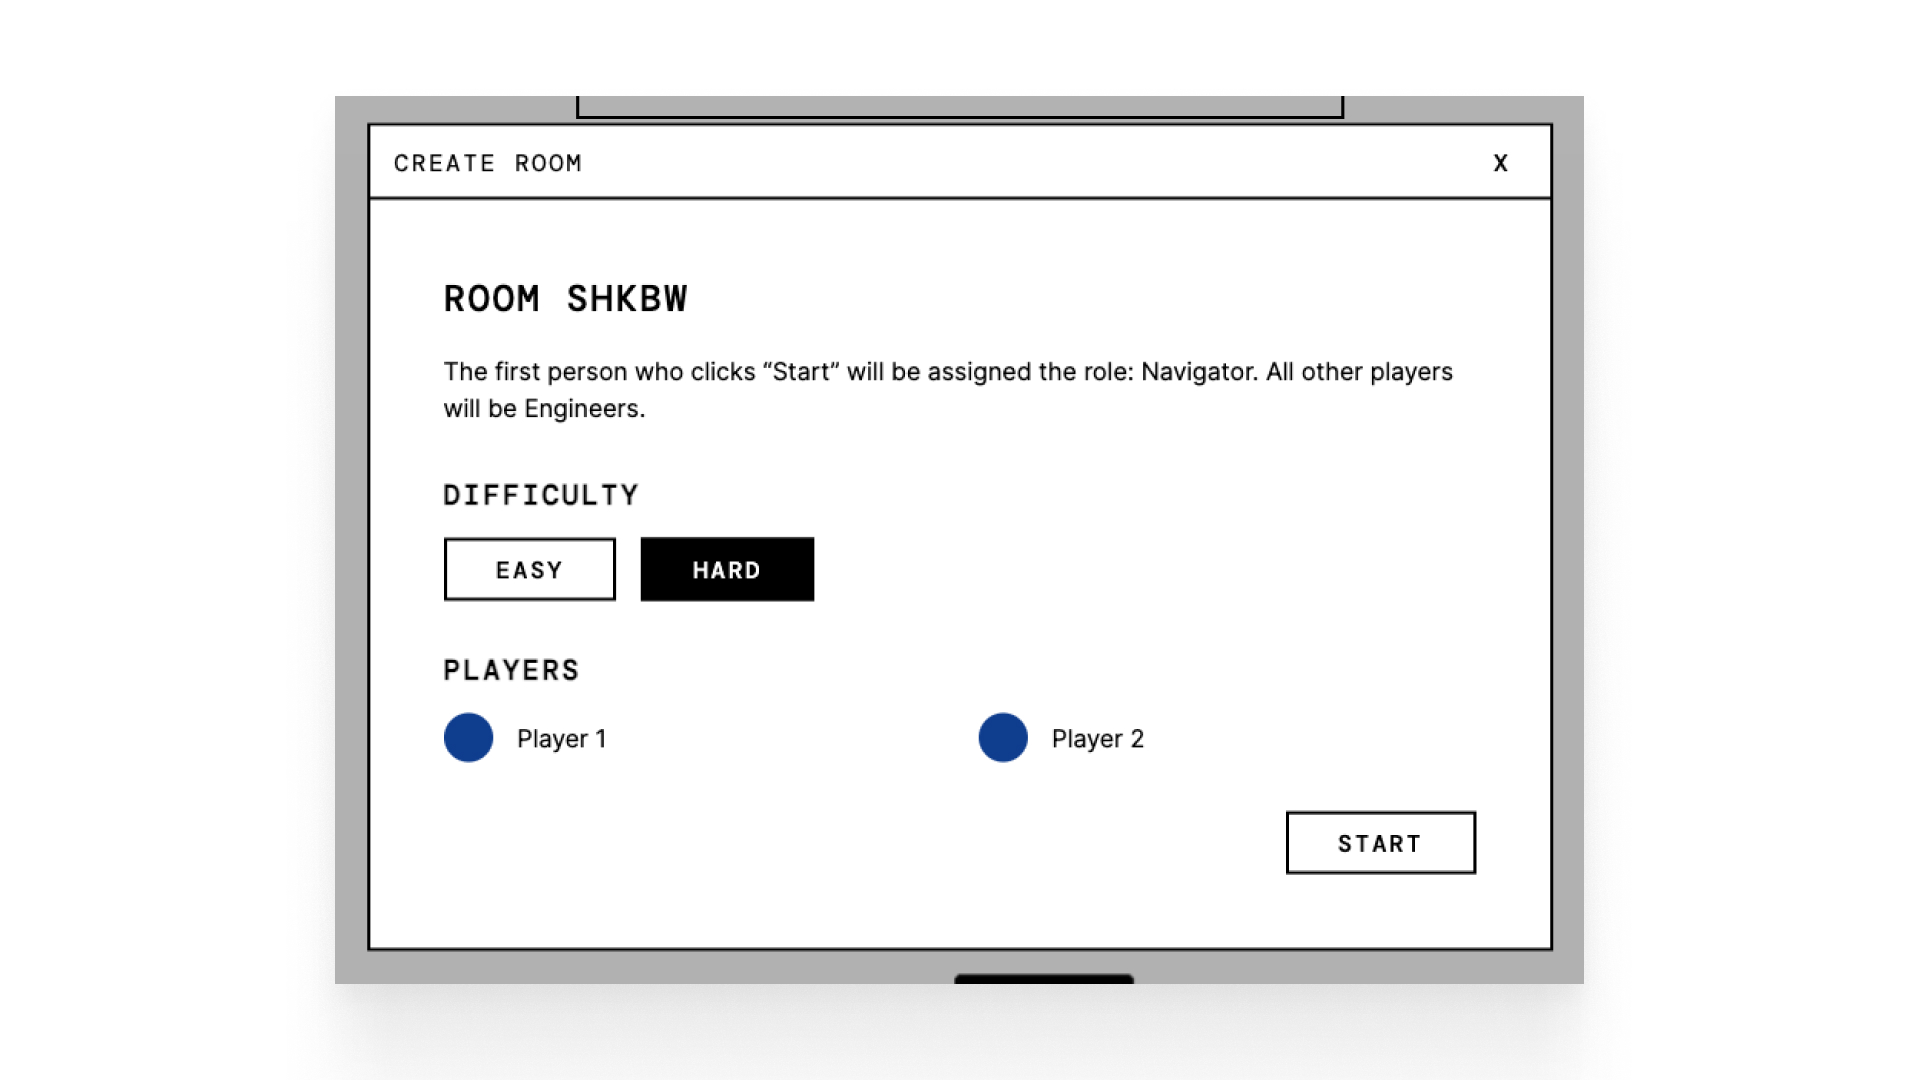 CREATE ROOM X
ROOM SHKBW
The first person who clicks “Start” will be assigned the role: Navigator. All other players
will be Engineers.
DIFFICULTY
EASY HARD
PLAYERS
Player 1 Player 2
START